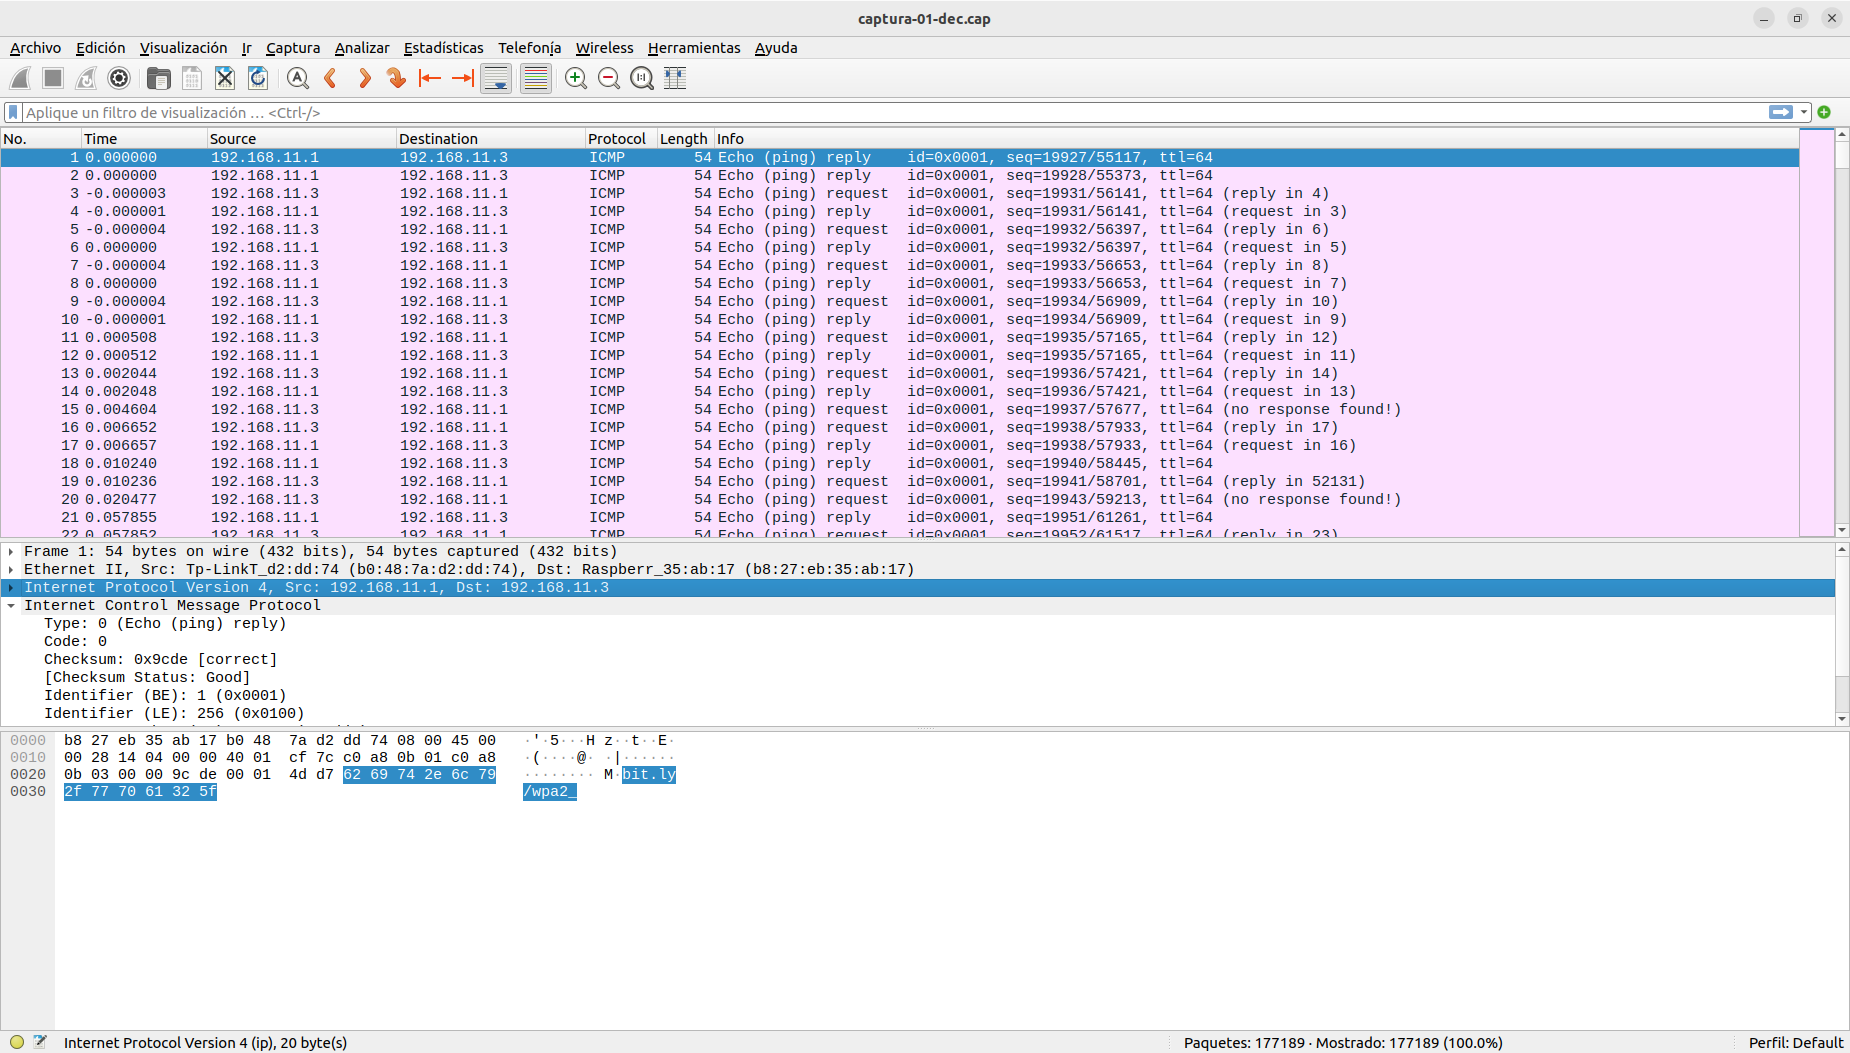 captura-01-dec.cap
Archivo Edición Visualización Ir Captura Analizar Estadísticas Telefonía Wireless Herramientas Ayuda
Aplique un filtro de visualización … <Ctrl-/>
No. Time Source Destination Protocol Length Info
1 0.000000 192.168.11.1 192.168.11.3 ICMP 54 Echo (ping) reply id=0x0001, seq=19927/55117, ttl=64
2 0.000000 192.168.11.1 192.168.11.3 ICMP 54 Echo (ping) reply id=0x0001, seq=19928/55373, ttl=64
3 -0.000003 192.168.11.3 192.168.11.1 ICMP 54 Echo (ping) request id=0x0001, seq=19931/56141, ttl=64 (reply in 4)
4 -0.000001 192.168.11.1 192.168.11.3 ICMP 54 Echo (ping) reply id=0x0001, seq=19931/56141, ttl=64 (request in 3)
5 -0.000004 192.168.11.3 192.168.11.1 ICMP 54 Echo (ping) request id=0x0001, seq=19932/56397, ttl=64 (reply in 6)
6 0.000000 192.168.11.1 192.168.11.3 ICMP 54 Echo (ping) reply id=0x0001, seq=19932/56397, ttl=64 (request in 5)
7 -0.000004 192.168.11.3 192.168.11.1 ICMP 54 Echo (ping) request id=0x0001, seq=19933/56653, ttl=64 (reply in 8)
8 0.000000 192.168.11.1 192.168.11.3 ICMP 54 Echo (ping) reply id=0x0001, seq=19933/56653, ttl=64 (request in 7)
9 -0.000004 192.168.11.3 192.168.11.1 ICMP 54 Echo (ping) request id=0x0001, seq=19934/56909, ttl=64 (reply in 10)
10 -0.000001 192.168.11.1 192.168.11.3 ICMP 54 Echo (ping) reply id=0x0001, seq=19934/56909, ttl=64 (request in 9)
11 0.000508 192.168.11.3 192.168.11.1 ICMP 54 Echo (ping) request id=0x0001, seq=19935/57165, ttl=64 (reply in 12)
12 0.000512 192.168.11.1 192.168.11.3 ICMP 54 Echo (ping) reply id=0x0001, seq=19935/57165, ttl=64 (request in 11)
13 0.002044 192.168.11.3 192.168.11.1 ICMP 54 Echo (ping) request id=0x0001, seq=19936/57421, ttl=64 (reply in 14)
14 0.002048 192.168.11.1 192.168.11.3 ICMP 54 Echo (ping) reply id=0x0001, seq=19936/57421, ttl=64 (request in 13)
15 0.004604 192.168.11.3 192.168.11.1 ICMP 54 Echo (ping) request id=0x0001, seq=19937/57677, ttl=64 (no response found!)
16 0.006652 192.168.11.3 192.168.11.1 ICMP 54 Echo (ping) request id=0x0001, seq=19938/57933, ttl=64 (reply in 17)
17 0.006657 192.168.11.1 192.168.11.3 ICMP 54 Echo (ping) reply id=0x0001, seq=19938/57933, ttl=64 (request in 16)
18 0.010240 192.168.11.1 192.168.11.3 ICMP 54 Echo (ping) reply id=0x0001, seq=19940/58445, ttl=64
19 0.010236 192.168.11.3 192.168.11.1 ICMP 54 Echo (ping) request id=0x0001, seq=19941/58701, ttl=64 (reply in 52131)
20 0.020477 192.168.11.3 192.168.11.1 ICMP 54 Echo (ping) request id=0x0001, seq=19943/59213, ttl=64 (no response found!)
21 0.057855 192.168.11.1 192.168.11.3 ICMP 54 Echo (ping) reply id=0x0001, seq=19951/61261, ttl=64
22 0.057852 192.168.11.3 192.168.11.1 ICMP 54 Echo (ping) request id=0x0001, seq=19952/61517, ttl=64 (reply in 23)
Frame 1: 54 bytes on wire (432 bits), 54 bytes captured (432 bits)
Ethernet II, Src: Tp-LinkT_d2:dd:74 (b0:48:7a:d2:dd:74), Dst: Raspberr_35:ab:17 (b8:27:eb:35:ab:17)
Internet Protocol Version 4, Src: 192.168.11.1, Dst: 192.168.11.3
Internet Control Message Protocol
Type: 0 (Echo (ping) reply)
Code: 0
Checksum: 0x9cde [correct]
[Checksum Status: Good]
Identifier (BE): 1 (0x0001)
Identifier (LE): 256 (0x0100)
0000 b8 27 eb 35 ab 17 b0 48 7a d2 dd 74 08 00 45 00 ·'·5···H z··t··E·
0010 00 28 14 04 00 00 40 01 cf 7c c0 a8 0b 01 c0 a8 ·(····@· ·|······
0020 0b 03 00 00 9c de 00 01 4d d7 62 69 74 2e 6c 79 ········ M·bit.ly
0030 2f 77 70 61 32 5f /wpa2_
Internet Protocol Version 4 (ip), 20 byte(s) Paquetes: 177189 · Mostrado: 177189 (100.0%) Perfil: Default